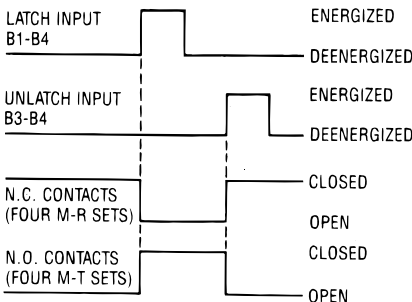 LATCH INPUT
B1-B4
ENERGIZED
DEENERGIZED
UNLATCH INPUT
B3-B4
ENERGIZED
DEENERGIZED
N.C. CONTACTS
(FOUR M-R SETS)
CLOSED
OPEN
N.O. CONTACTS
(FOUR M-T SETS)
CLOSED
OPEN